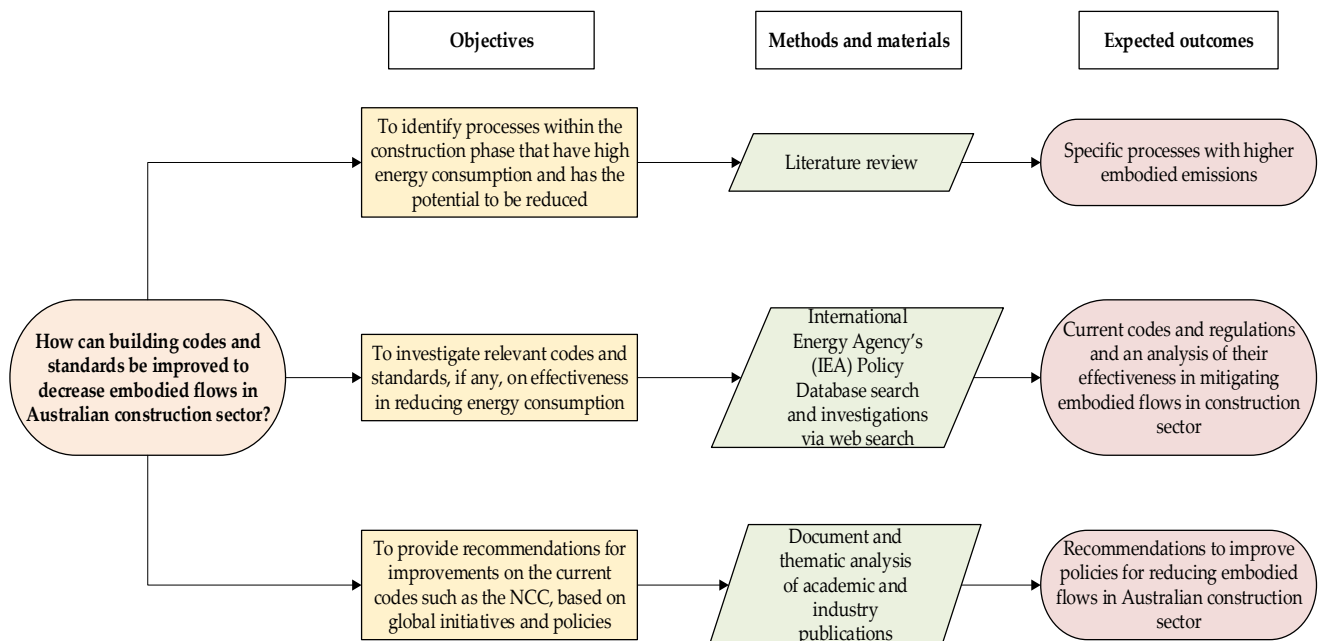 Objectives
Methods and materials
Expected outcomes
To identify processes within the
construction phase that have high
energy consumption and has the
potential to be reduced
Literature review
Specific processes with higher
embodied emissions
How can building codes and
standards be improved to
decrease embodied flows in
Australian construction sector?
To investigate relevant codes and
standards, if any, on effectiveness
in reducing energy consumption
International
Energy Agency's
(IEA) Policy
Database search
and investigations
via web search
Current codes and regulations
and an analysis of their
effectiveness in mitigating
embodied flows in construction
sector
To provide recommendations for
improvements on the current
codes such as the NCC, based on
global initiatives and policies
Document and
thematic analysis
of academic and
industry
publications
Recommendations to improve
policies for reducing embodied
flows in Australian construction
sector